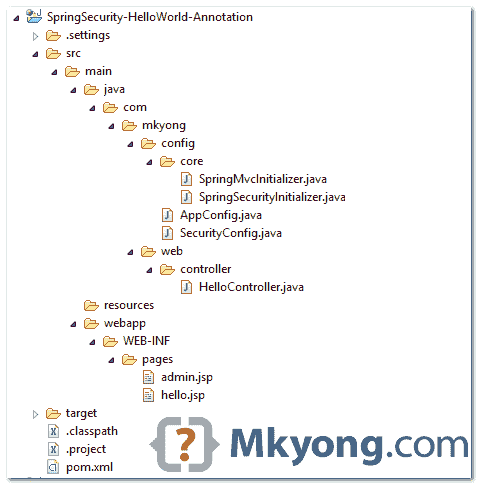 SpringSecurity-HelloWorld-Annotation
.settings
src
main
java
com
mkyong
config
core
SpringMvcInitializer.java
SpringSecurityInitializer.java
AppConfig.java
SecurityConfig.java
web
controller
HelloController.java
resources
webapp
WEB-INF
pages
admin.jsp
hello.jsp
target
.classpath
.project
pom.xml
{?} Mkyong.com